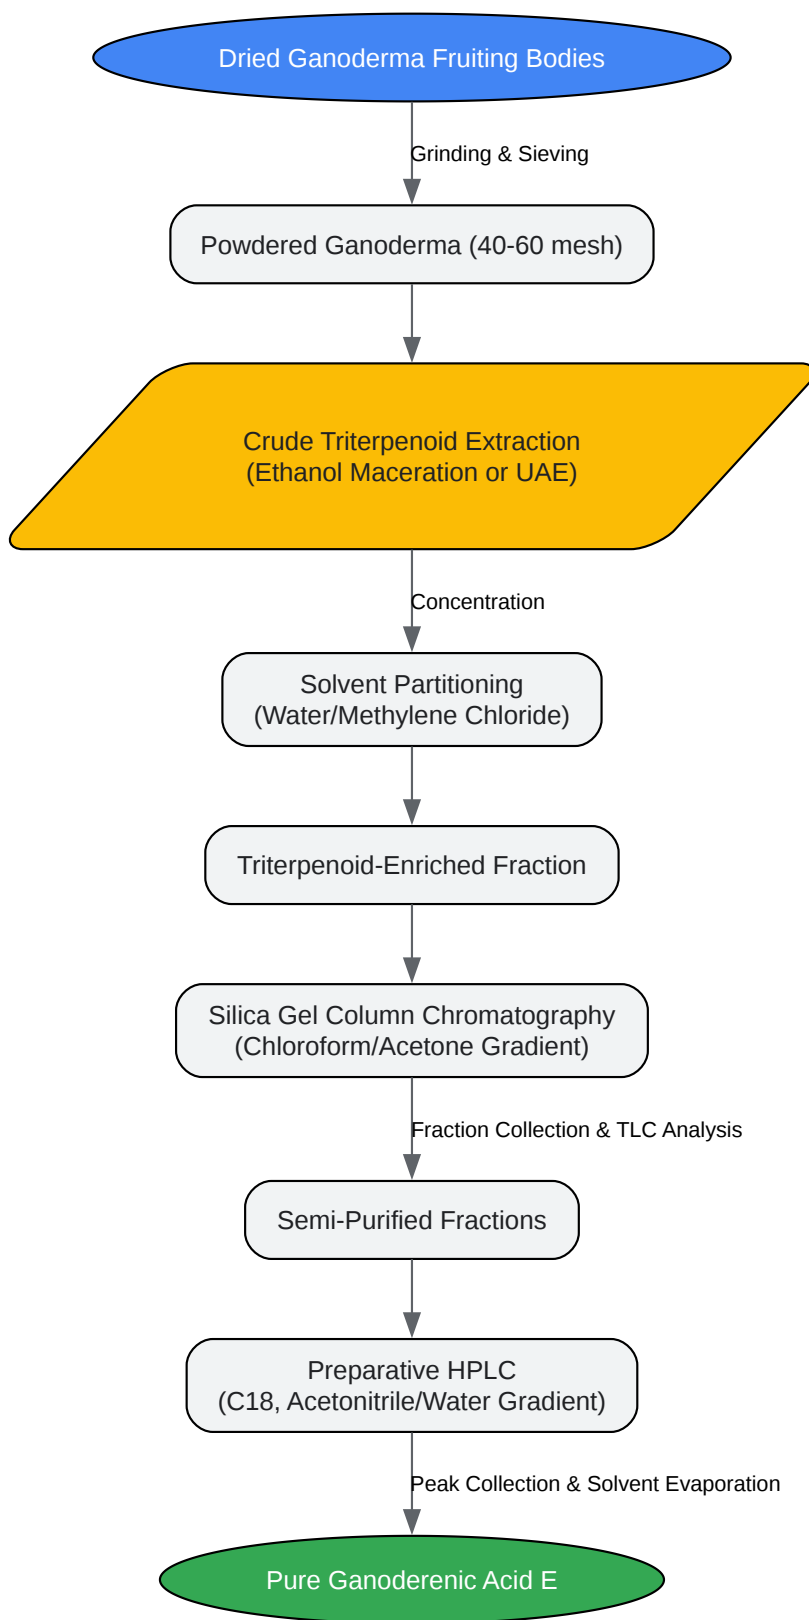 Dried Ganoderma Fruiting Bodies
Grinding & Sieving
Powdered Ganoderma (40-60 mesh)
Crude Triterpenoid Extraction
(Ethanol Maceration or UAE)
Concentration
Solvent Partitioning
(Water/Methylene Chloride)
Triterpenoid-Enriched Fraction
Silica Gel Column Chromatography
(Chloroform/Acetone Gradient)
Fraction Collection & TLC Analysis
Semi-Purified Fractions
Preparative HPLC
(C18, Acetonitrile/Water Gradient)
Peak Collection & Solvent Evaporation
Pure Ganoderenic Acid E